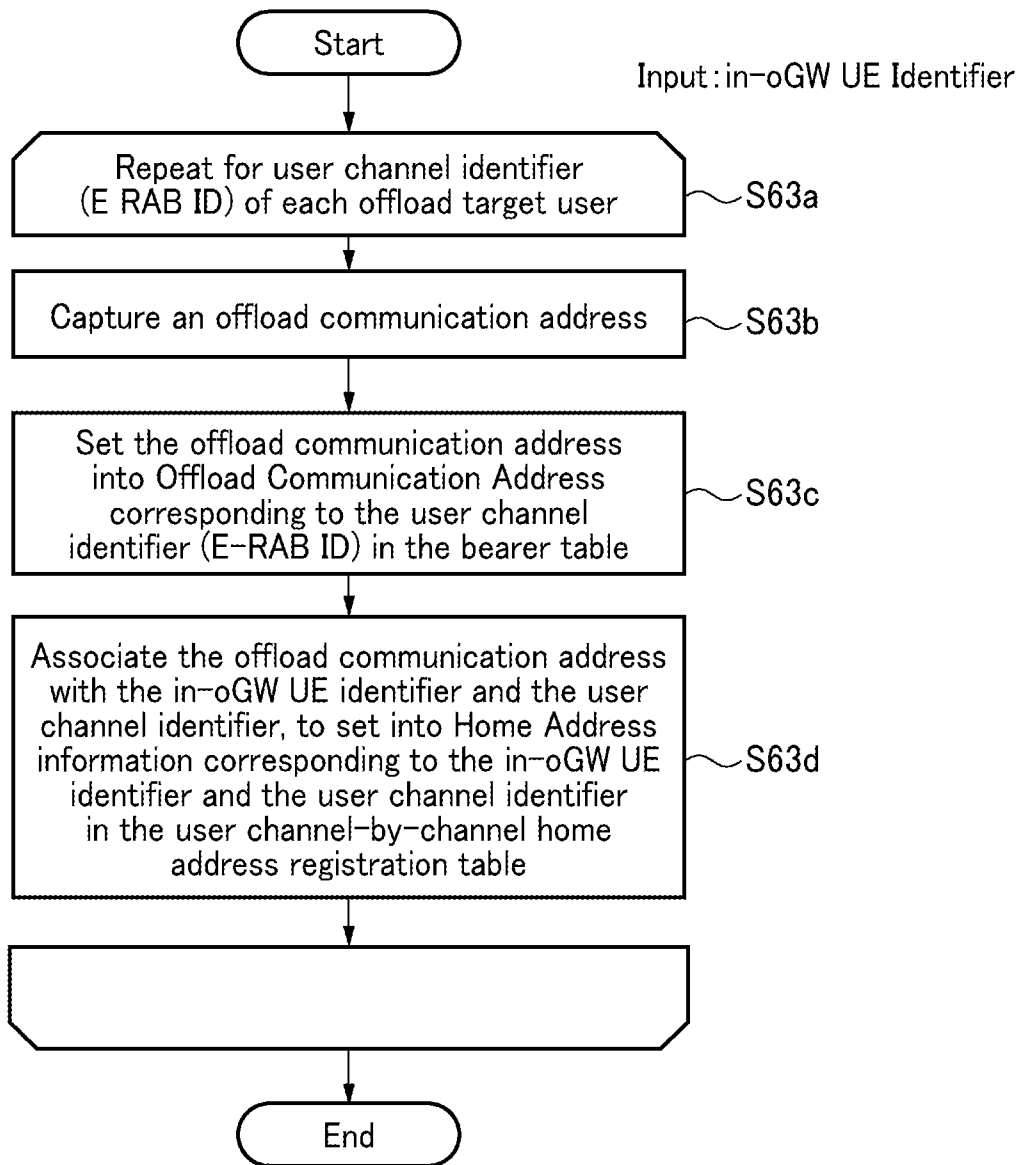 Start
Input:in-oGW UE Identifier
Repeat for user channel identifier
(E RAB ID) of each offload target user
S63a
Capture an offload communication address
S63b
Set the offload communication address
into Offload Communication Address
corresponding to the user channel
identifier (E-RAB ID) in the bearer table
S63c
Associate the offload communication address
with the in-oGW UE identifier and the user
channel identifier, to set into Home Address
information corresponding to the in-oGW UE
identifier and the user channel identifier
in the user channel-by-channel home
address registration table
S63d
End